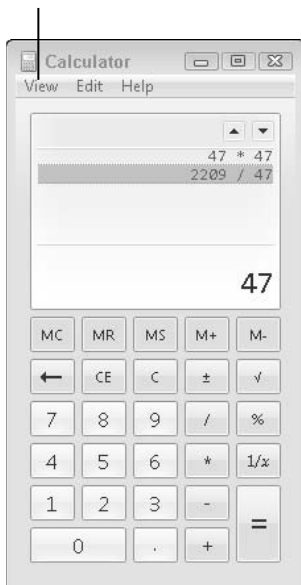 Calculator
View Edit Help
47 * 47
2209 / 47
47
MC MR MS M+ M-
← CE C ± √
7 8 9 / %
4 5 6 * 1/x
1 2 3 -
=
0 . +